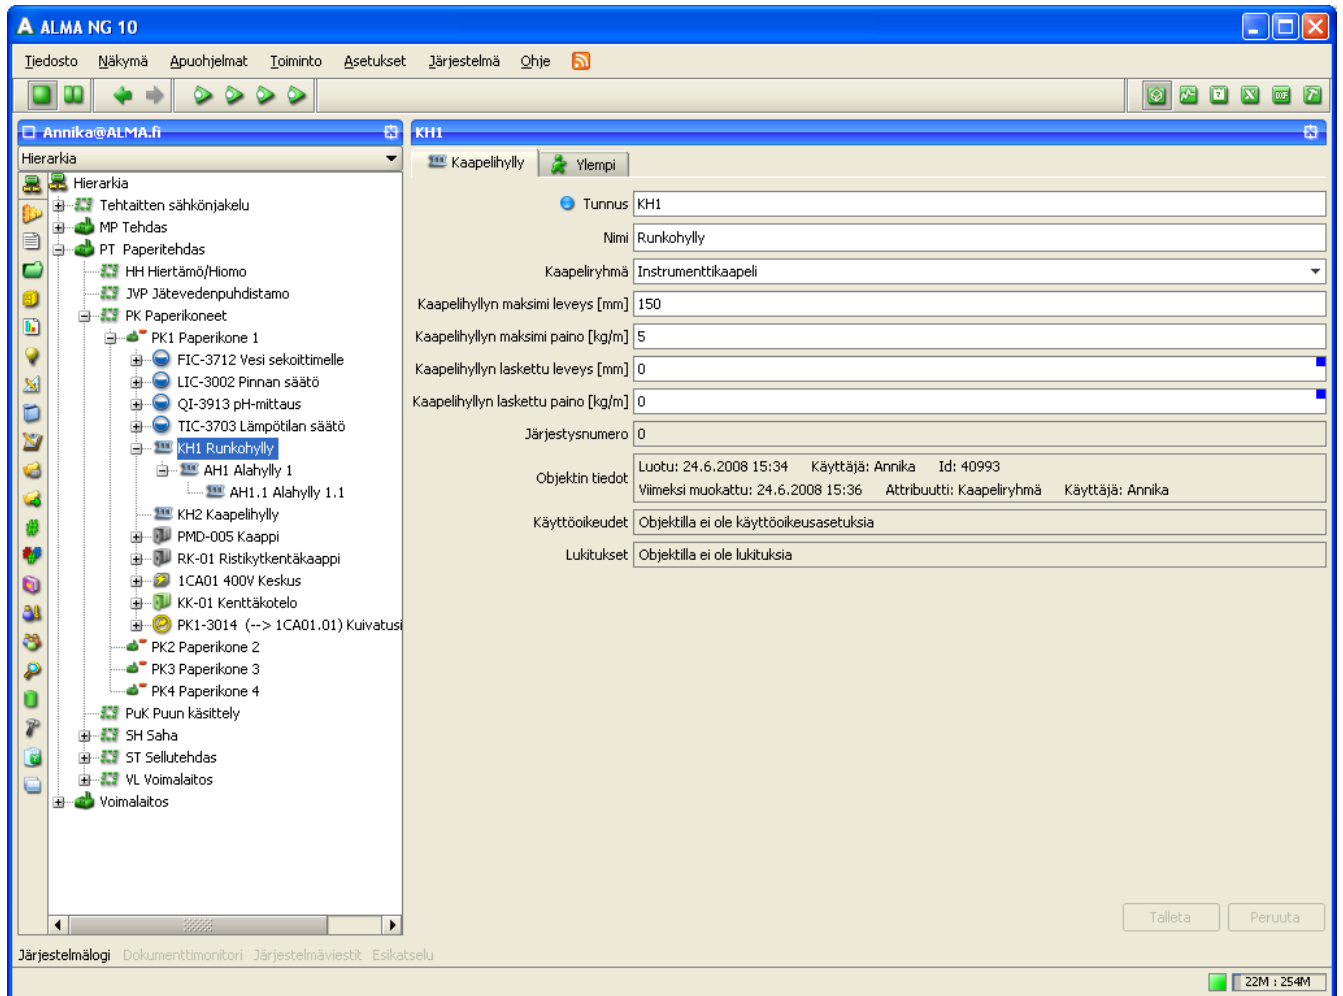 ALMA NG 10
Tiedosto Näkymä Apuohjelmat Toiminto Asetukset Järjestelmä Ohje
Annika@ALMA.fi
Hierarkia
Hierarkia
Tehtaitten sähkönjakelu
MP Tehdas
PT Paperitehdas
HH Hiertämö/Hiomo
JVP Jätevedenpuhdistamo
PK Paperikoneet
PK1 Paperikone 1
FIC-3712 Vesi sekoittimelle
LIC-3002 Pinnan säätö
QI-3913 pH-mittaus
TIC-3703 Lämpötilan säätö
KH1 Runkohylly
AH1 Alahylly 1
AH1.1 Alahylly 1.1
KH2 Kaapelihylly
PMD-005 Kaappi
RK-01 Ristikytkentäkaappi
1CA01 400V Keskus
KK-01 Kenttäkotelo
PK1-3014 (--> 1CA01.01) Kuivatusi
PK2 Paperikone 2
PK3 Paperikone 3
PK4 Paperikone 4
PuK Puun käsittely
SH Saha
ST Sellutehdas
VL Voimalaitos
Voimalaitos
KH1
Kaapelihylly Ylempi
Tunnus KH1
Nimi Runkohylly
Kaapeliryhmä Instrumenttikaapeli
Kaapelihyllyn maksimi leveys [mm] 150
Kaapelihyllyn maksimi paino [kg/m] 5
Kaapelihyllyn laskettu leveys [mm] 0
Kaapelihyllyn laskettu paino [kg/m] 0
Järjestysnumero 0
Objektin tiedot
Luotu: 24.6.2008 15:34 Käyttäjä: Annika Id: 40993
Viimeksi muokattu: 24.6.2008 15:36 Attribuutti: Kaapeliryhmä Käyttäjä: Annika
Käyttöoikeudet Objektilla ei ole käyttöoikeusasetuksia
Lukitukset Objektilla ei ole lukituksia
Talleta Peruuta
Järjestelmälogi Dokumenttimonitori Järjestelmäviestit Esikatselu
22M : 254M